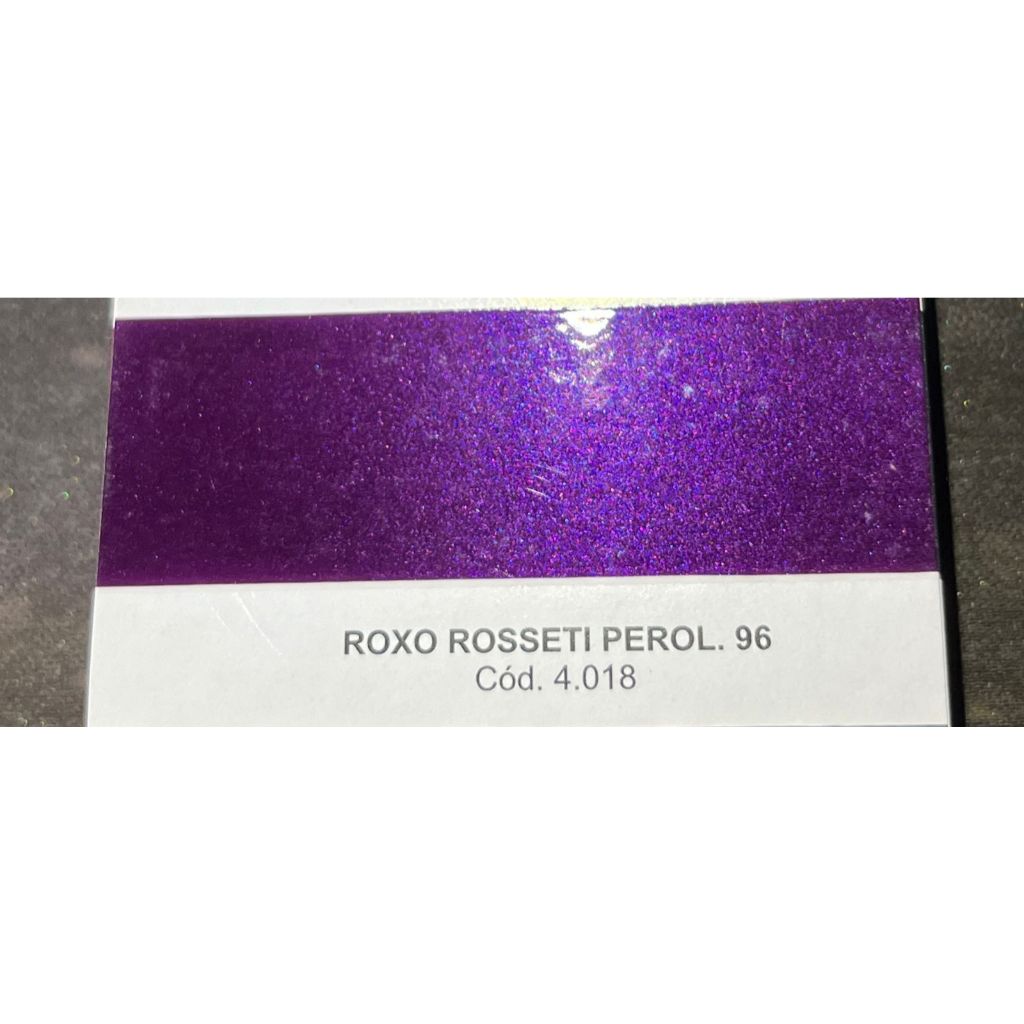 ROXO ROSSETI PEROL. 96
Cód. 4.018